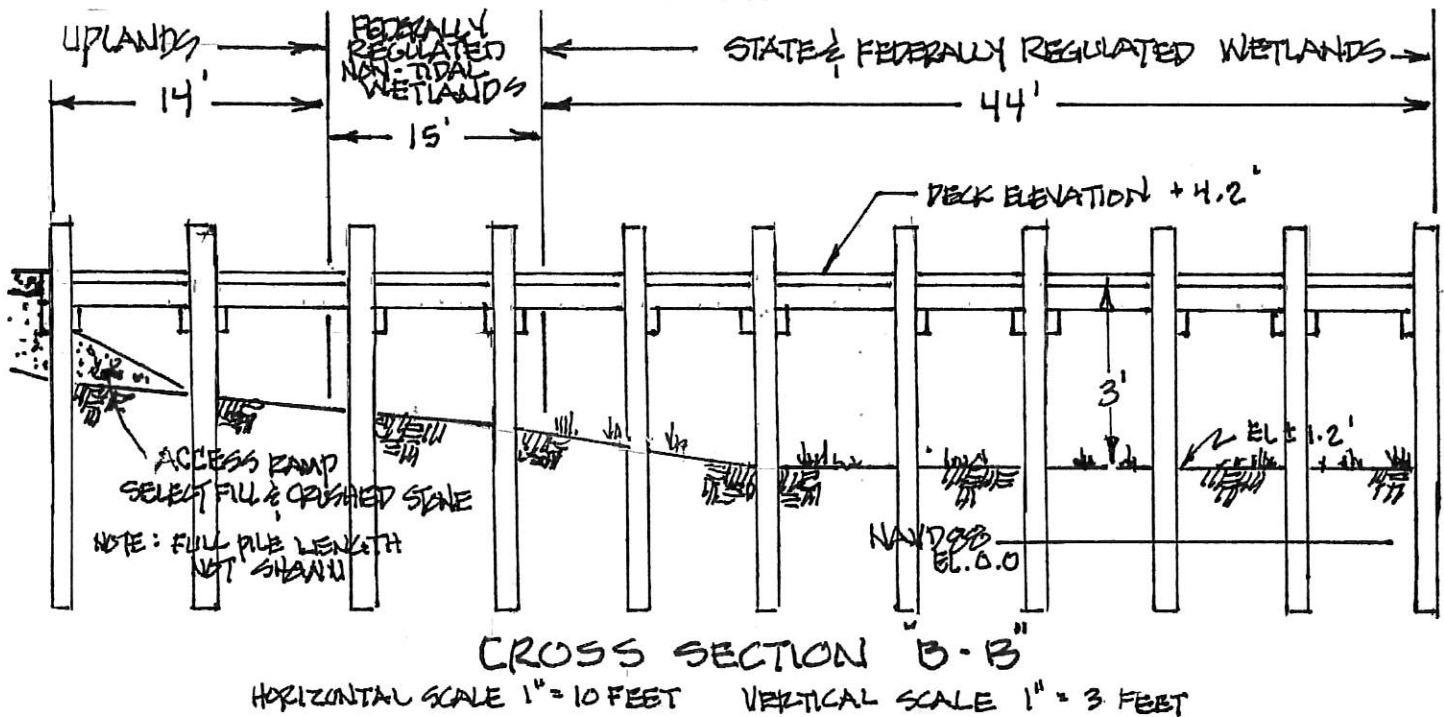 UPLANDS
FEDERALLY
REGULATED
NON-TIDAL
WETLANDS
STATE & FEDERALLY REGULATED WETLANDS
14'
15'
44'
DECK ELEVATION + 4.2'
3'
EL ± 1.2'
ACCESS RAMP
SELECT FILL & CRUSHED STONE
NOTE: FULL PILE LENGTH
NOT SHOWN
NAVD88
EL. 0.0
CROSS SECTION "B-B"
HORIZONTAL SCALE 1" = 10 FEET VERTICAL SCALE 1" = 3 FEET